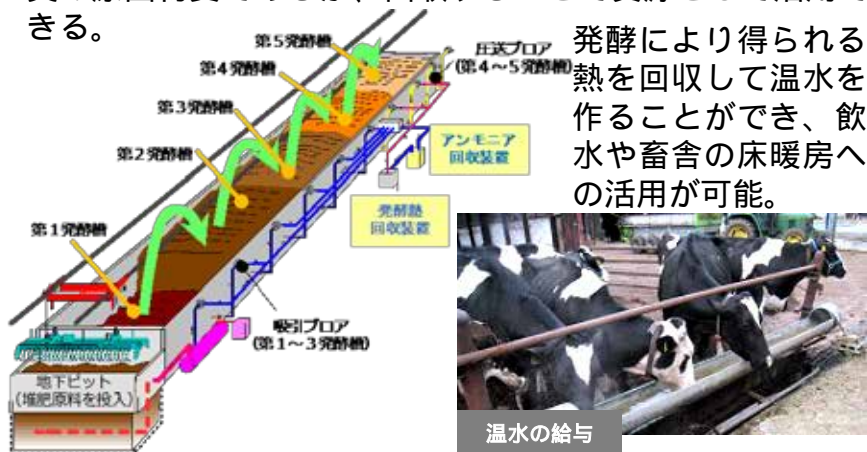 きる。
発酵により得られる
熱を回収して温水を
作ることができ、飲
水や畜舎の床暖房へ
の活用が可能。
第5発酵槽
第4発酵槽
第3発酵槽
第2発酵槽
第1発酵槽
圧送ブロア
(第4～5発酵槽)
アンモニア
回収装置
発酵熱
回収装置
吸引ブロア
(第1～3発酵槽)
地下ピット
(堆肥原料を投入)
温水の給与